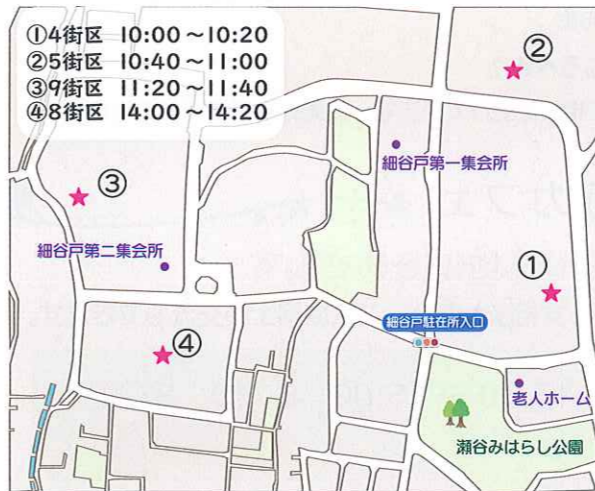 ①4街区 10:00～10:20
②5街区 10:40～11:00
③9街区 11:20～11:40
④8街区 14:00～14:20
②
細谷戸第一集会所
③
細谷戸第二集会所
①
細谷戸駐在所入口
④
老人ホーム
瀬谷みはらし公園